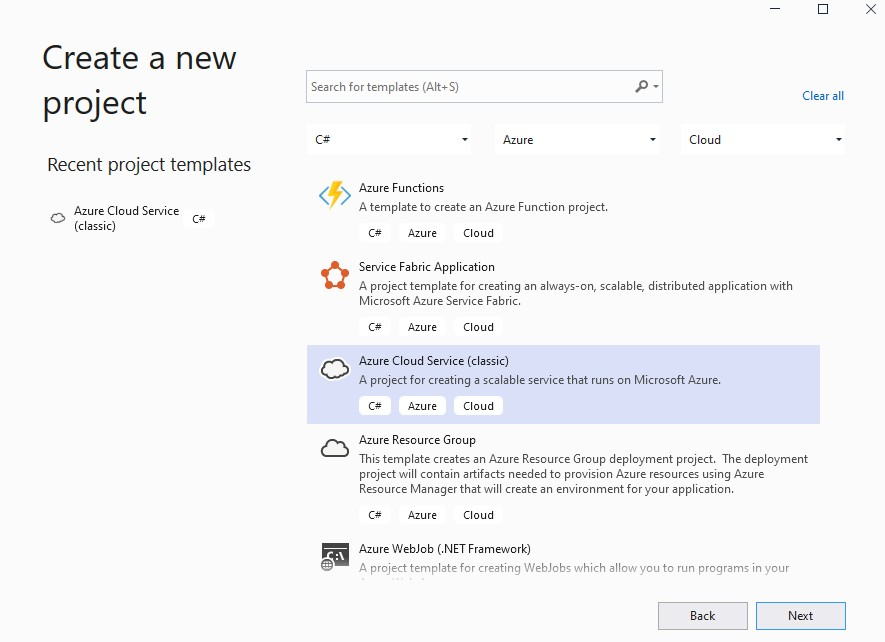 Create a new
project
Recent project templates
Azure Cloud Service
(classic)
C#
Search for templates (Alt+S)
Clear all
C#
Azure
Cloud
Azure Functions
A template to create an Azure Function project.
C# Azure Cloud
Service Fabric Application
A project template for creating an always-on, scalable, distributed application with
Microsoft Azure Service Fabric.
C# Azure Cloud
Azure Cloud Service (classic)
A project for creating a scalable service that runs on Microsoft Azure.
C# Azure Cloud
Azure Resource Group
This template creates an Azure Resource Group deployment project.  The deployment
project will contain artifacts needed to provision Azure resources using Azure
Resource Manager that will create an environment for your application.
C# Azure Cloud
C:\
Azure WebJob (.NET Framework)
A project template for creating WebJobs which allow you to run programs in your
Back
Next